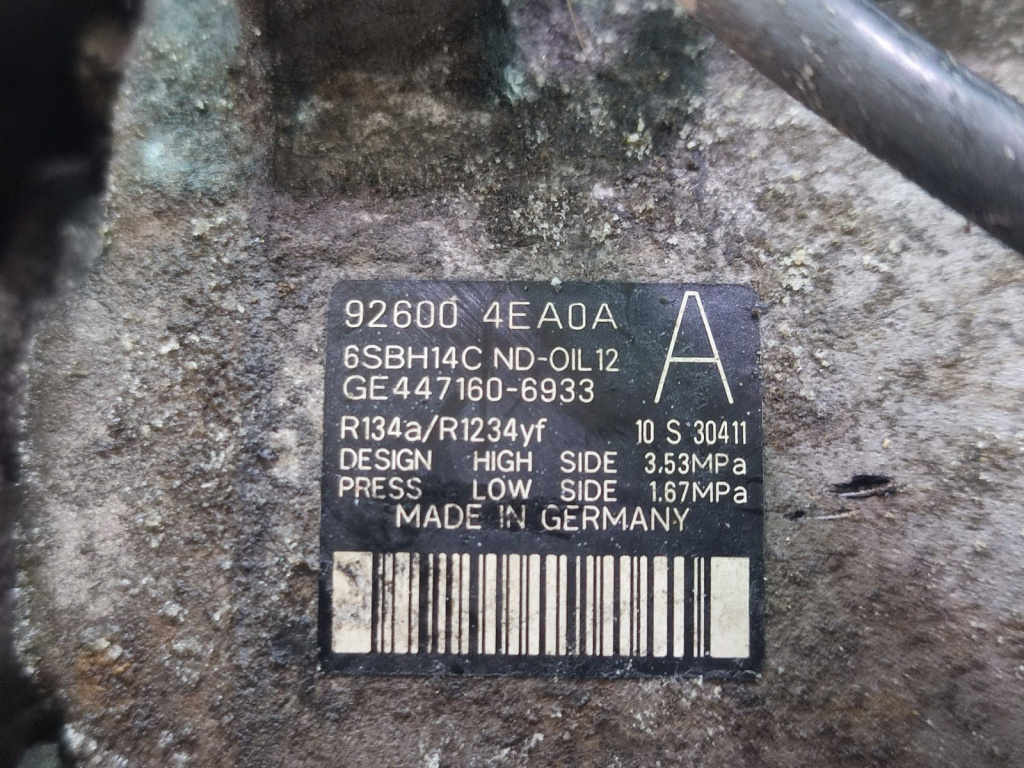 92600 4EA0A
A
6SBH14C ND-OIL12
GE447160-6933
R134a/R1234yf 10 S 30411
DESIGN HIGH SIDE 3.53MPa
PRESS LOW SIDE 1.67MPa
MADE IN GERMANY